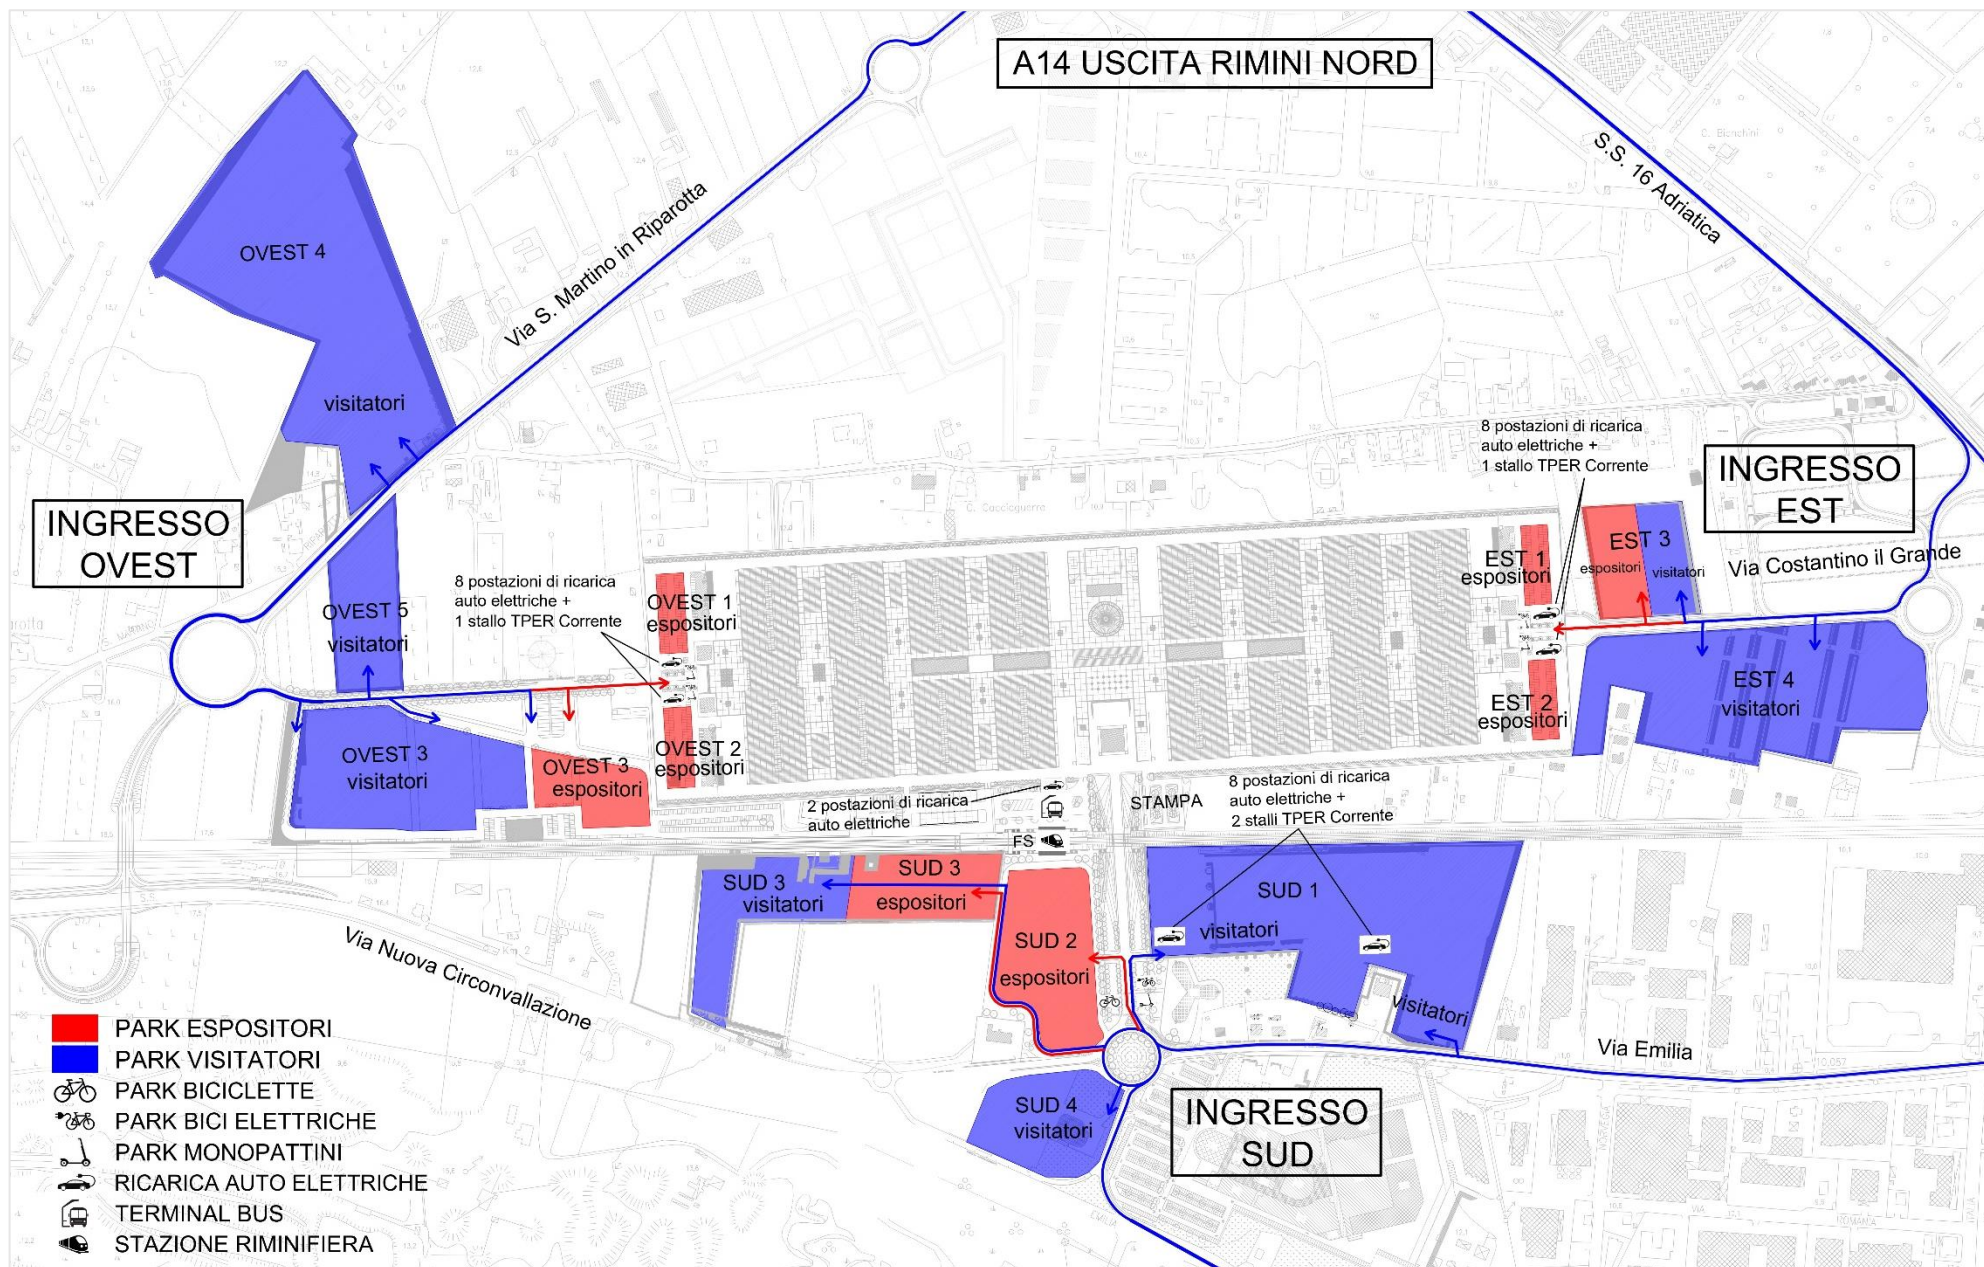 A14 USCITA RIMINI NORD
S.S. 16 Adriatica
Via S. Martino in Riparotta
OVEST 4
visitatori
INGRESSO
OVEST
OVEST 5
visitatori
8 postazioni di ricarica
auto elettriche +
1 stallo TPER Corrente
OVEST 1
espositori
OVEST 2
espositori
OVEST 3
visitatori
OVEST 3
espositori
C. Bianchini
8 postazioni di ricarica
auto elettriche +
1 stallo TPER Corrente
INGRESSO
EST
EST 1
espositori
EST 3
espositori
visitatori
Via Costantino il Grande
EST 2
espositori
EST 4
visitatori
2 postazioni di ricarica
auto elettriche
STAMPA
8 postazioni di ricarica
auto elettriche +
2 stalli TPER Corrente
FS
SUD 3
visitatori
SUD 3
espositori
SUD 2
espositori
SUD 1
visitatori
visitatori
Via Nuova Circonvallazione
Via Emilia
SUD 4
visitatori
INGRESSO
SUD
PARK ESPOSITORI
PARK VISITATORI
PARK BICICLETTE
PARK BICI ELETTRICHE
PARK MONOPATTINI
RICARICA AUTO ELETTRICHE
TERMINAL BUS
STAZIONE RIMINIFIERA